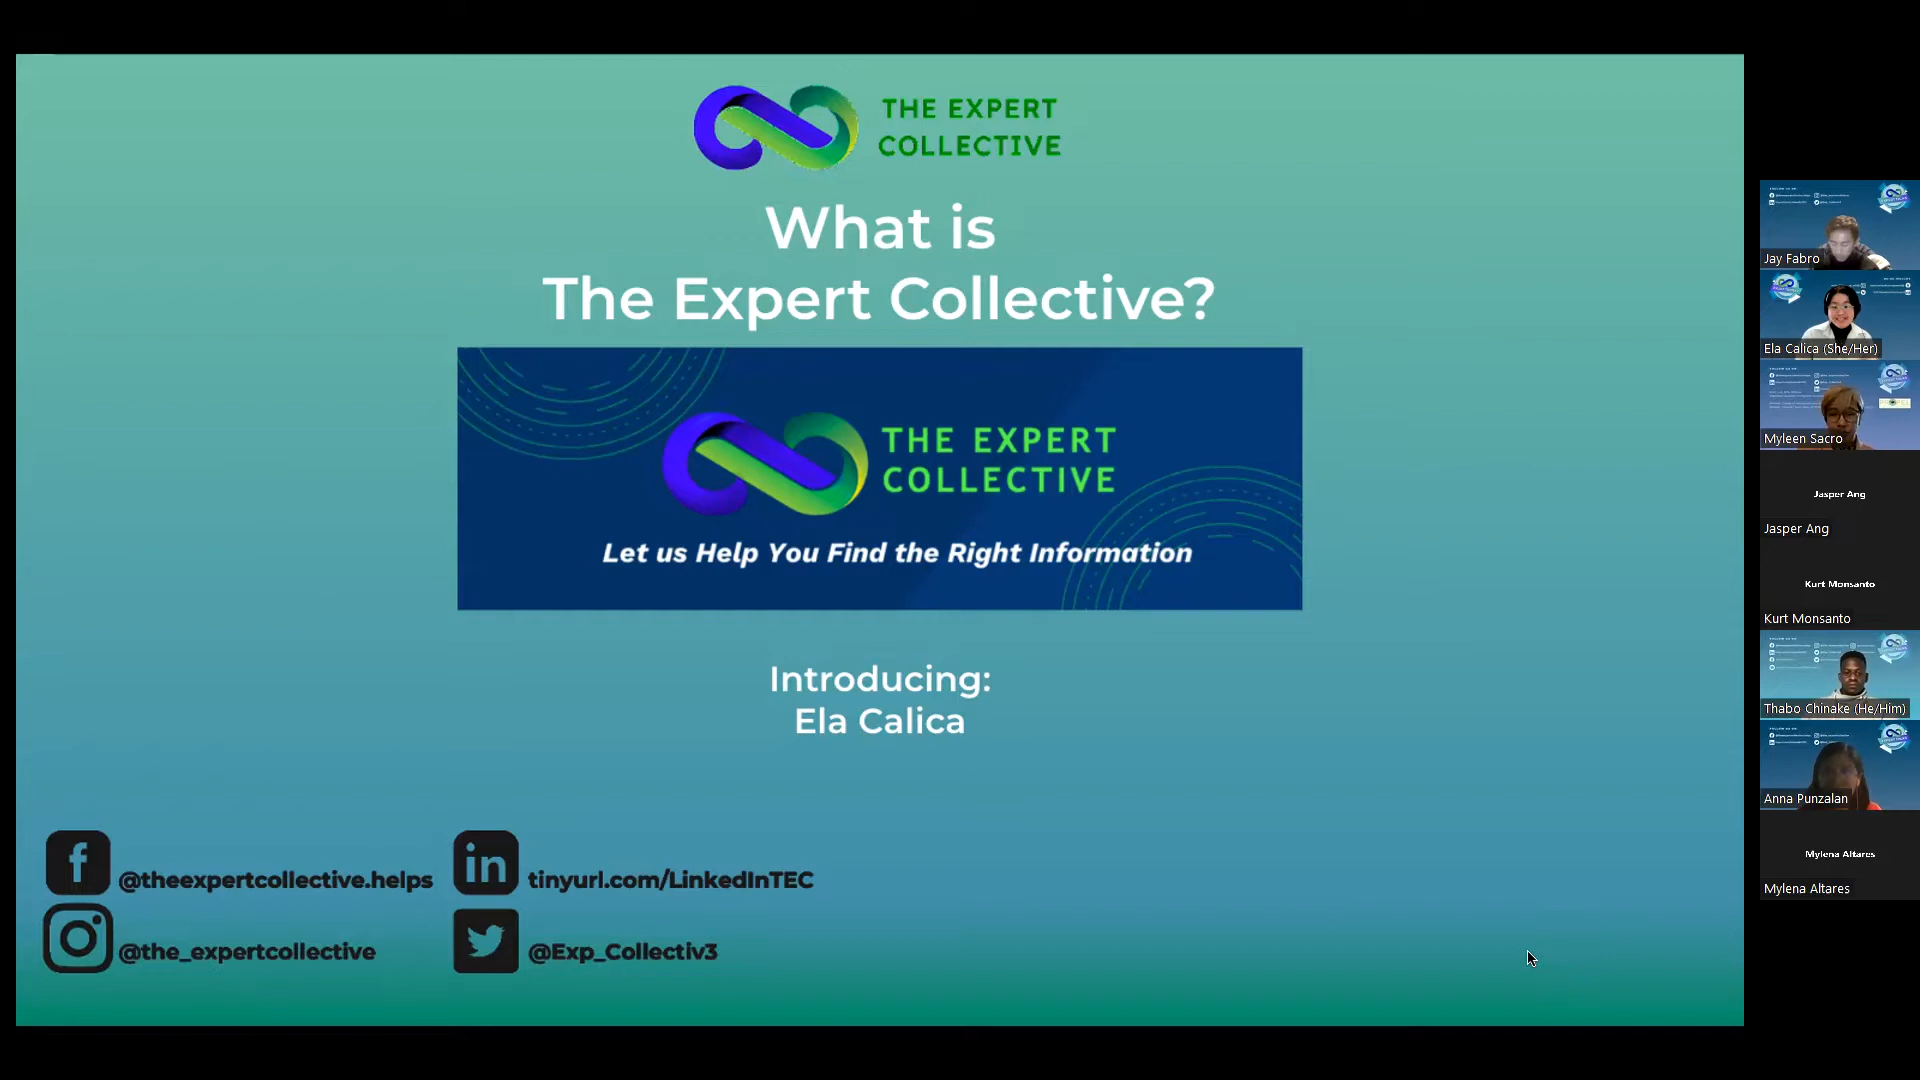 THE EXPERT
COLLECTIVE
What is
The Expert Collective?
THE EXPERT
COLLECTIVE
Let us Help You Find the Right Information
Introducing:
Ela Calica
@theexpertcollective.helps
tinyurl.com/LinkedInTEC
@the_expertcollective
@Exp_Collectiv3
Jay Fabro
Ela Calica (She/Her)
Myleen Sacro
Jasper Ang
Jasper Ang
Kurt Monsanto
Kurt Monsanto
Thabo Chinake (He/Him)
Anna Punzalan
Mylena Altares
Mylena Altares